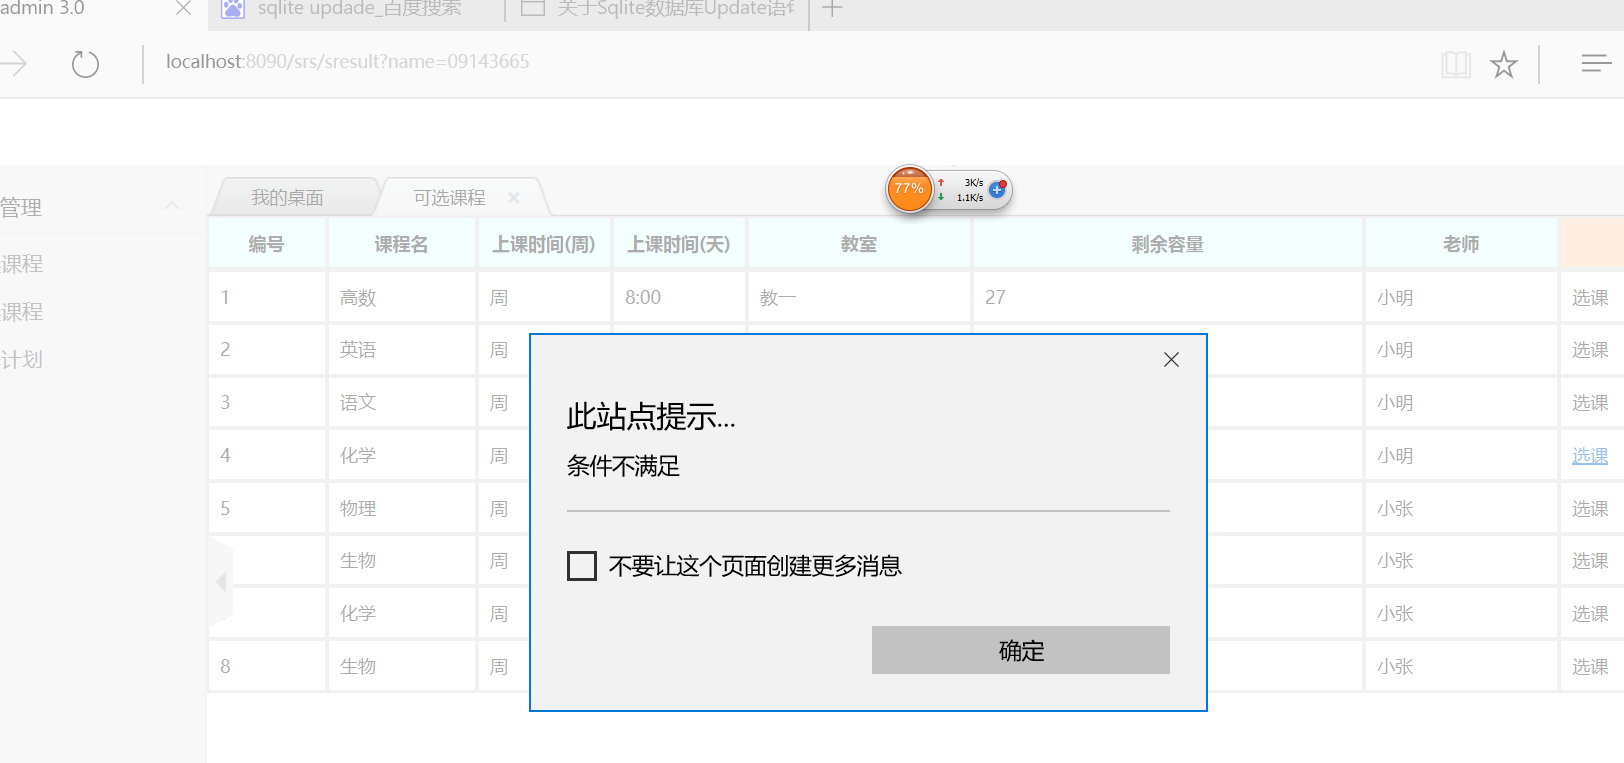 admin 3.0
sqlite updade_百度搜索
关于Sqlite数据库Update语句
localhost:8090/srs/sresult?name=09143665
管理
课程
课程
计划
我的桌面
可选课程
77%
3K/s
1.1K/s
编号 课程名 上课时间(周) 上课时间(天) 教室 剩余容量 老师
1 高数 周 8:00 教一 27 小明 选课
2 英语 周 小明 选课
3 语文 周 小明 选课
4 化学 周 小明 选课
5 物理 周 小张 选课
生物 周 小张 选课
化学 周 小张 选课
8 生物 周 小张 选课
此站点提示...
条件不满足
不要让这个页面创建更多消息
确定